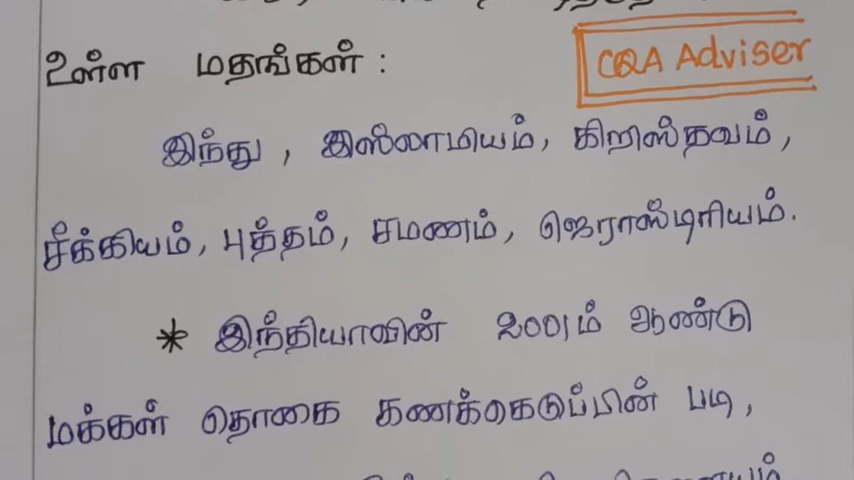 உள்ள மதங்கள் :
CQA Adviser
இந்து , இஸ்லாமியம், கிறிஸ்தவம்,
சீக்கியம், புத்தம், சமணம், ஜெராஸ்டிரியம்.
* இந்தியாவின் 2001ம் ஆண்டு
மக்கள் தொகை கணக்கெடுப்பின் படி,